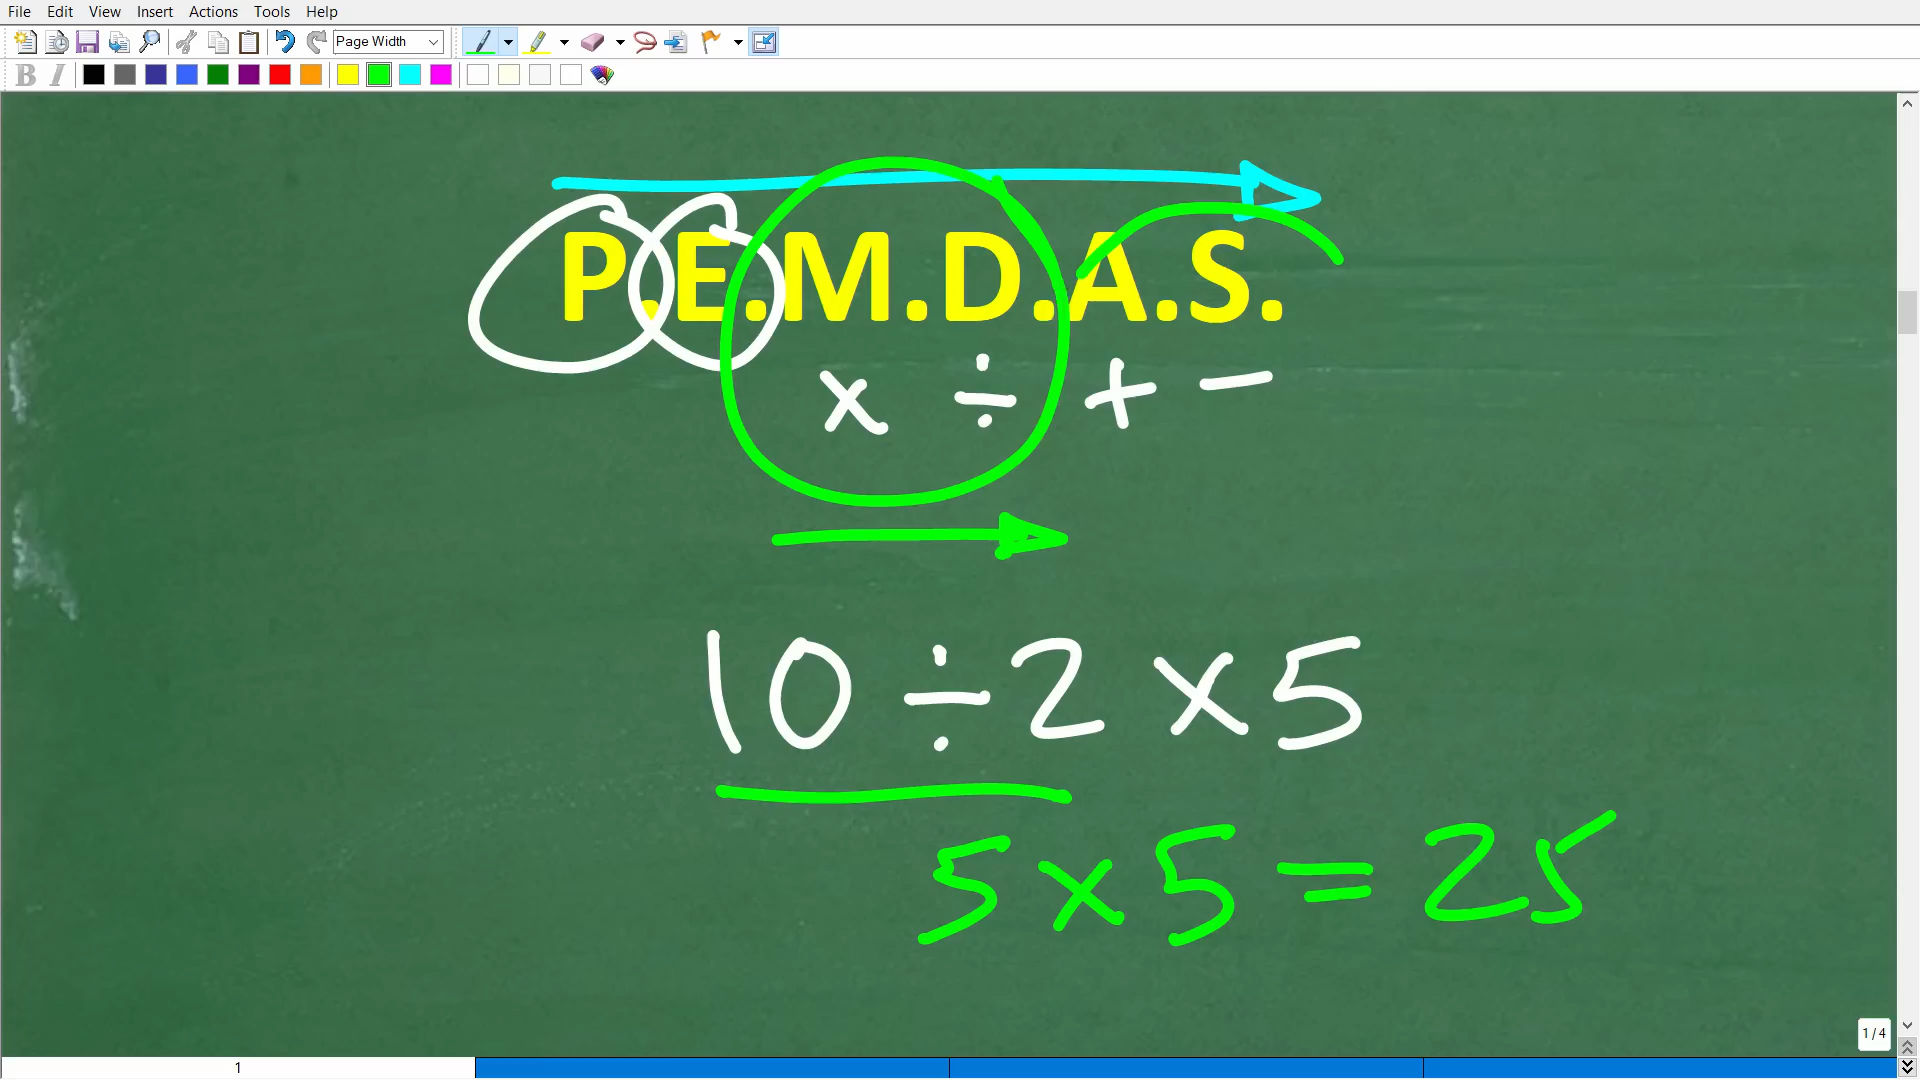 File Edit View Insert Actions Tools Help
Page Width
B I
P.E.M.D.A.S.
x ÷ + −
10 ÷ 2 x 5
5 x 5 = 25
1 / 4
1